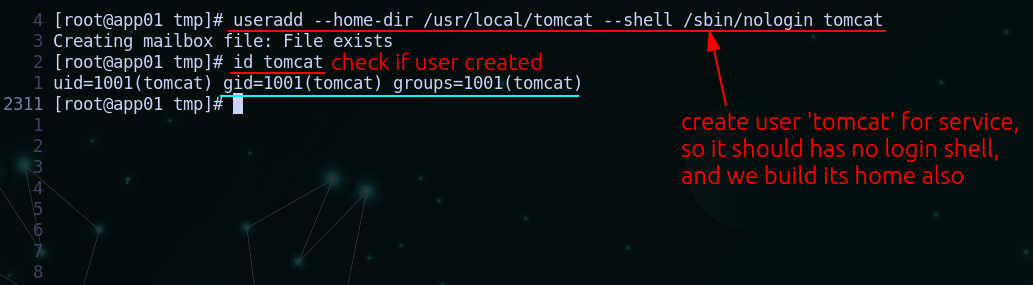 4 [root@app01 tmp]# useradd --home-dir /usr/local/tomcat --shell /sbin/nologin tomcat
3 Creating mailbox file: File exists
2 [root@app01 tmp]# id tomcat check if user created
1 uid=1001(tomcat) gid=1001(tomcat) groups=1001(tomcat)
2311 [root@app01 tmp]#
1
2
3
4
5
6
7
8
create user 'tomcat' for service,
so it should has no login shell,
and we build its home also